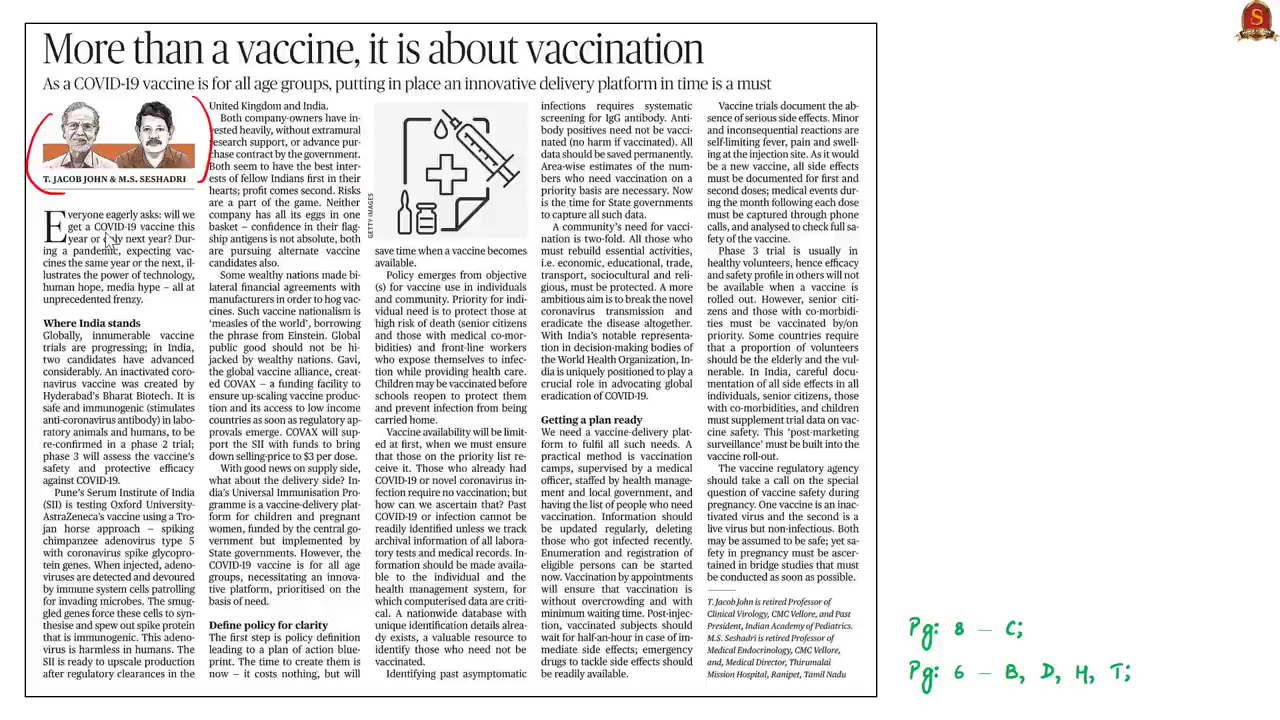 More than a vaccine, it is about vaccination
As a COVID-19 vaccine is for all age groups, putting in place an innovative delivery platform in time is a must
T. JACOB JOHN & M.S. SESHADRI
Everyone eagerly asks: will we
get a COVID-19 vaccine this
year or only next year? Dur-
ing a pandemic, expecting vac-
cines the same year or the next, il-
lustrates the power of technology,
human hope, media hype – all at
unprecedented frenzy.
Where India stands
Globally, innumerable vaccine
trials are progressing; in India,
two candidates have advanced
considerably. An inactivated coro-
navirus vaccine was created by
Hyderabad's Bharat Biotech. It is
safe and immunogenic (stimulates
anti-coronavirus antibody) in labo-
ratory animals and humans, to be
re-confirmed in a phase 2 trial;
phase 3 will assess the vaccine's
safety and protective efficacy
against COVID-19.
Pune's Serum Institute of India
(SII) is testing Oxford University-
AstraZeneca's vaccine using a Tro-
jan horse approach – spiking
chimpanzee adenovirus type 5
with coronavirus spike glycopro-
tein genes. When injected, adeno-
viruses are detected and devoured
by immune system cells patrolling
for invading microbes. The smug-
gled genes force these cells to syn-
thesise and spew out spike protein
that is immunogenic. This adeno-
virus is harmless in humans. The
SII is ready to upscale production
after regulatory clearances in the
United Kingdom and India.
Both company-owners have in-
vested heavily, without extramural
research support, or advance pur-
chase contract by the government.
Both seem to have the best inter-
ests of fellow Indians first in their
hearts; profit comes second. Risks
are a part of the game. Neither
company has all its eggs in one
basket – confidence in their flag-
ship antigens is not absolute, both
are pursuing alternate vaccine
candidates also.
Some wealthy nations made bi-
lateral financial agreements with
manufacturers in order to hog vac-
cines. Such vaccine nationalism is
'measles of the world', borrowing
the phrase from Einstein. Global
public good should not be hi-
jacked by wealthy nations. Gavi,
the global vaccine alliance, creat-
ed COVAX – a funding facility to
ensure up-scaling vaccine produc-
tion and its access to low income
countries as soon as regulatory ap-
provals emerge. COVAX will sup-
port the SII with funds to bring
down selling-price to $3 per dose.
With good news on supply side,
what about the delivery side? In-
dia's Universal Immunisation Pro-
gramme is a vaccine-delivery plat-
form for children and pregnant
women, funded by the central go-
vernment but implemented by
State governments. However, the
COVID-19 vaccine is for all age
groups, necessitating an innova-
tive platform, prioritised on the
basis of need.
Define policy for clarity
The first step is policy definition
leading to a plan of action blue-
print. The time to create them is
now – it costs nothing, but will
GETTY IMAGES
save time when a vaccine becomes
available.
Policy emerges from objective
(s) for vaccine use in individuals
and community. Priority for indi-
vidual need is to protect those at
high risk of death (senior citizens
and those with medical co-mor-
bidities) and front-line workers
who expose themselves to infec-
tion while providing health care.
Children may be vaccinated before
schools reopen to protect them
and prevent infection from being
carried home.
Vaccine availability will be limit-
ed at first, when we must ensure
that those on the priority list re-
ceive it. Those who already had
COVID-19 or novel coronavirus in-
fection require no vaccination; but
how can we ascertain that? Past
COVID-19 or infection cannot be
readily identified unless we track
archival information of all labora-
tory tests and medical records. In-
formation should be made availa-
ble to the individual and the
health management system, for
which computerised data are criti-
cal. A nationwide database with
unique identification details alrea-
dy exists, a valuable resource to
identify those who need not be
vaccinated.
Identifying past asymptomatic
infections requires systematic
screening for IgG antibody. Anti-
body positives need not be vacci-
nated (no harm if vaccinated). All
data should be saved permanently.
Area-wise estimates of the num-
bers who need vaccination on a
priority basis are necessary. Now
is the time for State governments
to capture all such data.
A community's need for vacci-
nation is two-fold. All those who
must rebuild essential activities,
i.e. economic, educational, trade,
transport, sociocultural and reli-
gious, must be protected. A more
ambitious aim is to break the novel
coronavirus transmission and
eradicate the disease altogether.
With India's notable representa-
tion in decision-making bodies of
the World Health Organization, In-
dia is uniquely positioned to play a
crucial role in advocating global
eradication of COVID-19.
Getting a plan ready
We need a vaccine-delivery plat-
form to fulfil all such needs. A
practical method is vaccination
camps, supervised by a medical
officer, staffed by health manage-
ment and local government, and
having the list of people who need
vaccination. Information should
be updated regularly, deleting
those who got infected recently.
Enumeration and registration of
eligible persons can be started
now. Vaccination by appointments
will ensure that vaccination is
without overcrowding and with
minimum waiting time. Post-injec-
tion, vaccinated subjects should
wait for half-an-hour in case of im-
mediate side effects; emergency
drugs to tackle side effects should
be readily available.
Vaccine trials document the ab-
sence of serious side effects. Minor
and inconsequential reactions are
self-limiting fever, pain and swell-
ing at the injection site. As it would
be a new vaccine, all side effects
must be documented for first and
second doses; medical events dur-
ing the month following each dose
must be captured through phone
calls, and analysed to check full sa-
fety of the vaccine.
Phase 3 trial is usually in
healthy volunteers, hence efficacy
and safety profile in others will not
be available when a vaccine is
rolled out. However, senior citi-
zens and those with co-morbidi-
ties must be vaccinated by/on
priority. Some countries require
that a proportion of volunteers
should be the elderly and the vul-
nerable. In India, careful docu-
mentation of all side effects in all
individuals, senior citizens, those
with co-morbidities, and children
must supplement trial data on vac-
cine safety. This 'post-marketing
surveillance' must be built into the
vaccine roll-out.
The vaccine regulatory agency
should take a call on the special
question of vaccine safety during
pregnancy. One vaccine is an inac-
tivated virus and the second is a
live virus but non-infectious. Both
may be assumed to be safe; yet sa-
fety in pregnancy must be ascer-
tained in bridge studies that must
be conducted as soon as possible.
T. Jacob John is retired Professor of
Clinical Virology, CMC Vellore, and Past
President, Indian Academy of Pediatrics.
M.S. Seshadri is retired Professor of
Medical Endocrinology, CMC Vellore,
and, Medical Director, Thirumalai
Mission Hospital, Ranipet, Tamil Nadu
Pg: 8 – C;
Pg: 6 – B, D, H, T;